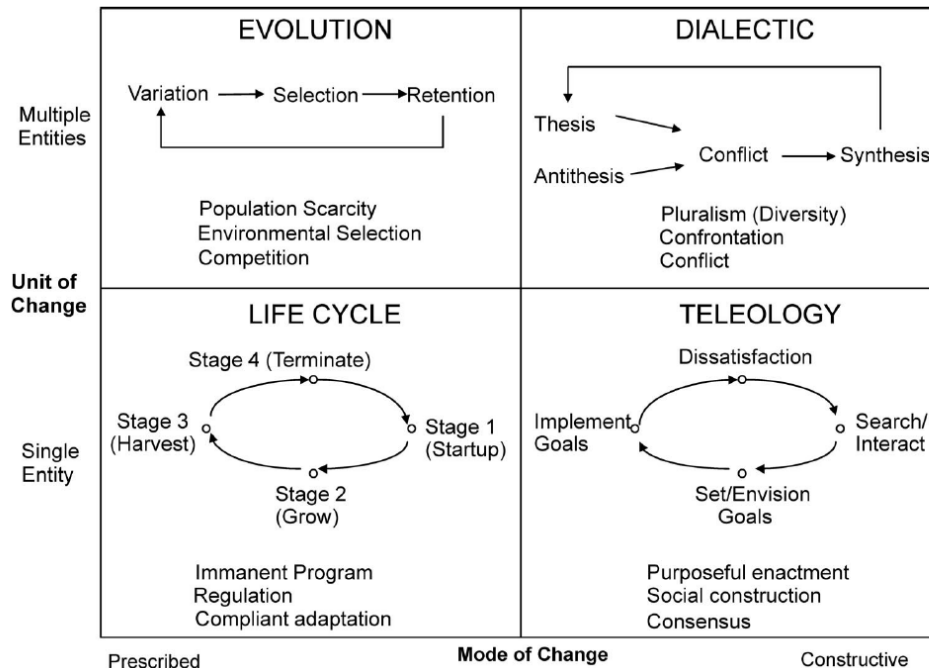 EVOLUTION
Variation
Selection
Retention
Population Scarcity
Environmental Selection
Competition
DIALECTIC
Thesis
Antithesis
Conflict
Synthesis
Pluralism (Diversity)
Confrontation
Conflict
Multiple
Entities
Unit of
Change
Single
Entity
LIFE CYCLE
Stage 4 (Terminate)
Stage 3
(Harvest)
Stage 1
(Startup)
Stage 2
(Grow)
Immanent Program
Regulation
Compliant adaptation
TELEOLOGY
Dissatisfaction
Implement
Goals
Search/
Interact
Set/Envision
Goals
Purposeful enactment
Social construction
Consensus
Prescribed
Mode of Change
Constructive